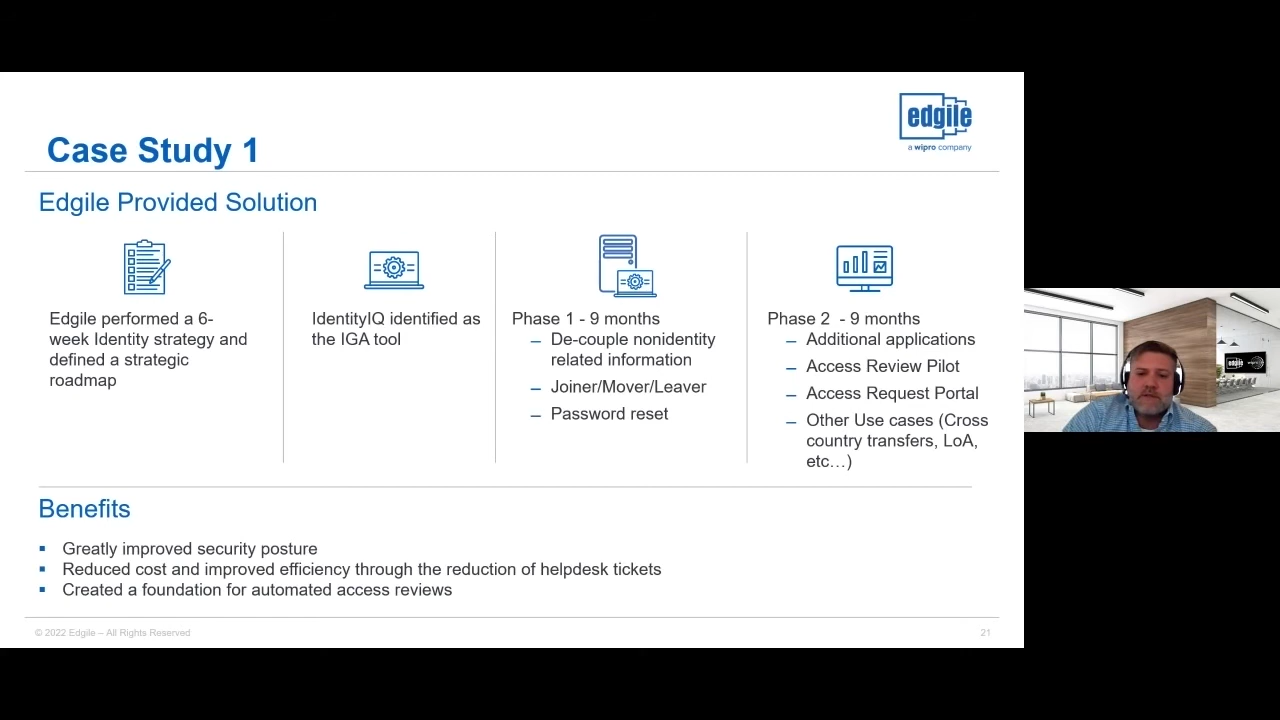 edgile
a wipro company
Case Study 1
Edgile Provided Solution
Edgile performed a 6-
week Identity strategy and
defined a strategic
roadmap
IdentityIQ identified as
the IGA tool
Phase 1 - 9 months
– De-couple nonidentity
related information
– Joiner/Mover/Leaver
– Password reset
Phase 2  - 9 months
– Additional applications
– Access Review Pilot
– Access Request Portal
– Other Use cases (Cross
country transfers, LoA,
etc…)
Benefits
▪ Greatly improved security posture
▪ Reduced cost and improved efficiency through the reduction of helpdesk tickets
▪ Created a foundation for automated access reviews
© 2022 Edgile – All Rights Reserved
21
edgile